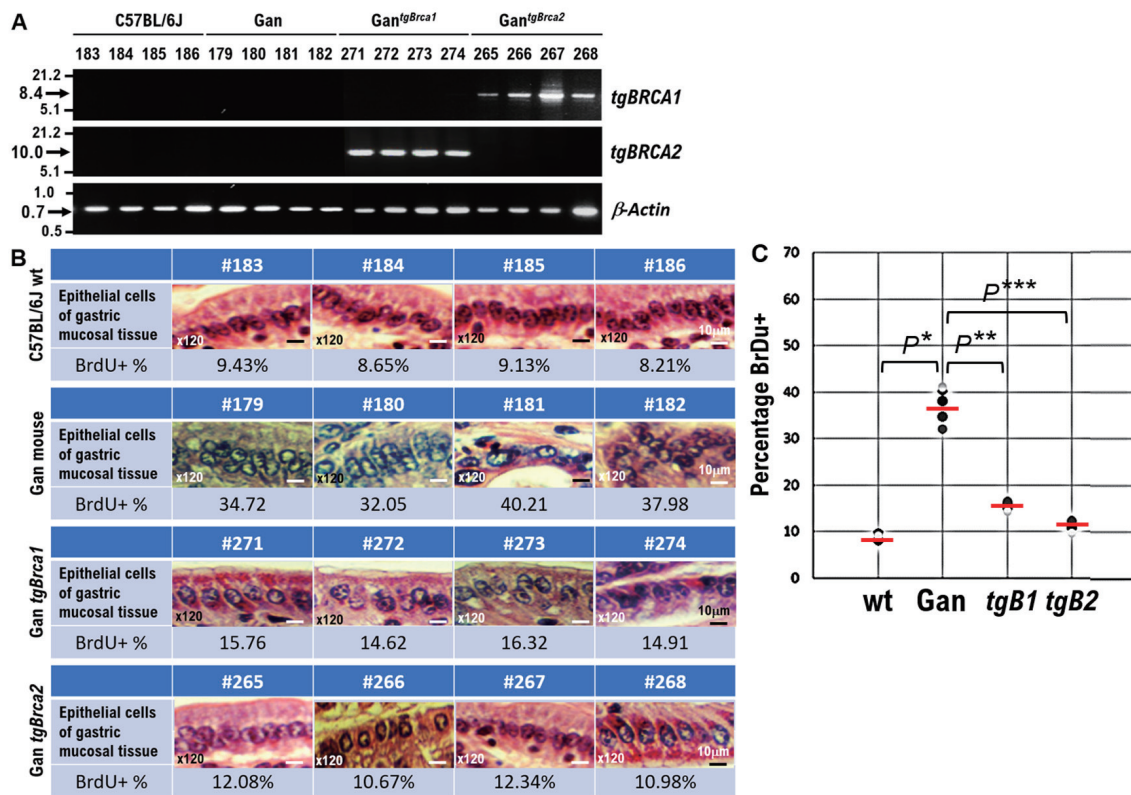 A
C57BL/6J Gan Gan^tgBrca1 Gan^tgBrca2
183 184 185 186 179 180 181 182 271 272 273 274 265 266 267 268
21.2
8.4 tgBRCA1
5.1
21.2
10.0 tgBRCA2
5.1
1.0
0.7 β-Actin
0.5
B
C57BL/6J wt
#183 #184 #185 #186
Epithelial cells
of gastric
mucosal tissue
x120 x120 x120 x120 10μm
BrdU+ % 9.43% 8.65% 9.13% 8.21%
Gan mouse
#179 #180 #181 #182
Epithelial cells
of gastric
mucosal tissue
x120 x120 x120 x120 10μm
BrdU+ % 34.72 32.05 40.21 37.98
Gan tgBrca1
#271 #272 #273 #274
Epithelial cells
of gastric
mucosal tissue
x120 x120 x120 x120 10μm
BrdU+ % 15.76 14.62 16.32 14.91
Gan tgBrca2
#265 #266 #267 #268
Epithelial cells
of gastric
mucosal tissue
x120 x120 x120 x120 10μm
BrdU+ % 12.08% 10.67% 12.34% 10.98%
C
Percentage BrDu+
70
60
50
40
30
20
10
0
P***
P* P**
wt Gan tgB1 tgB2